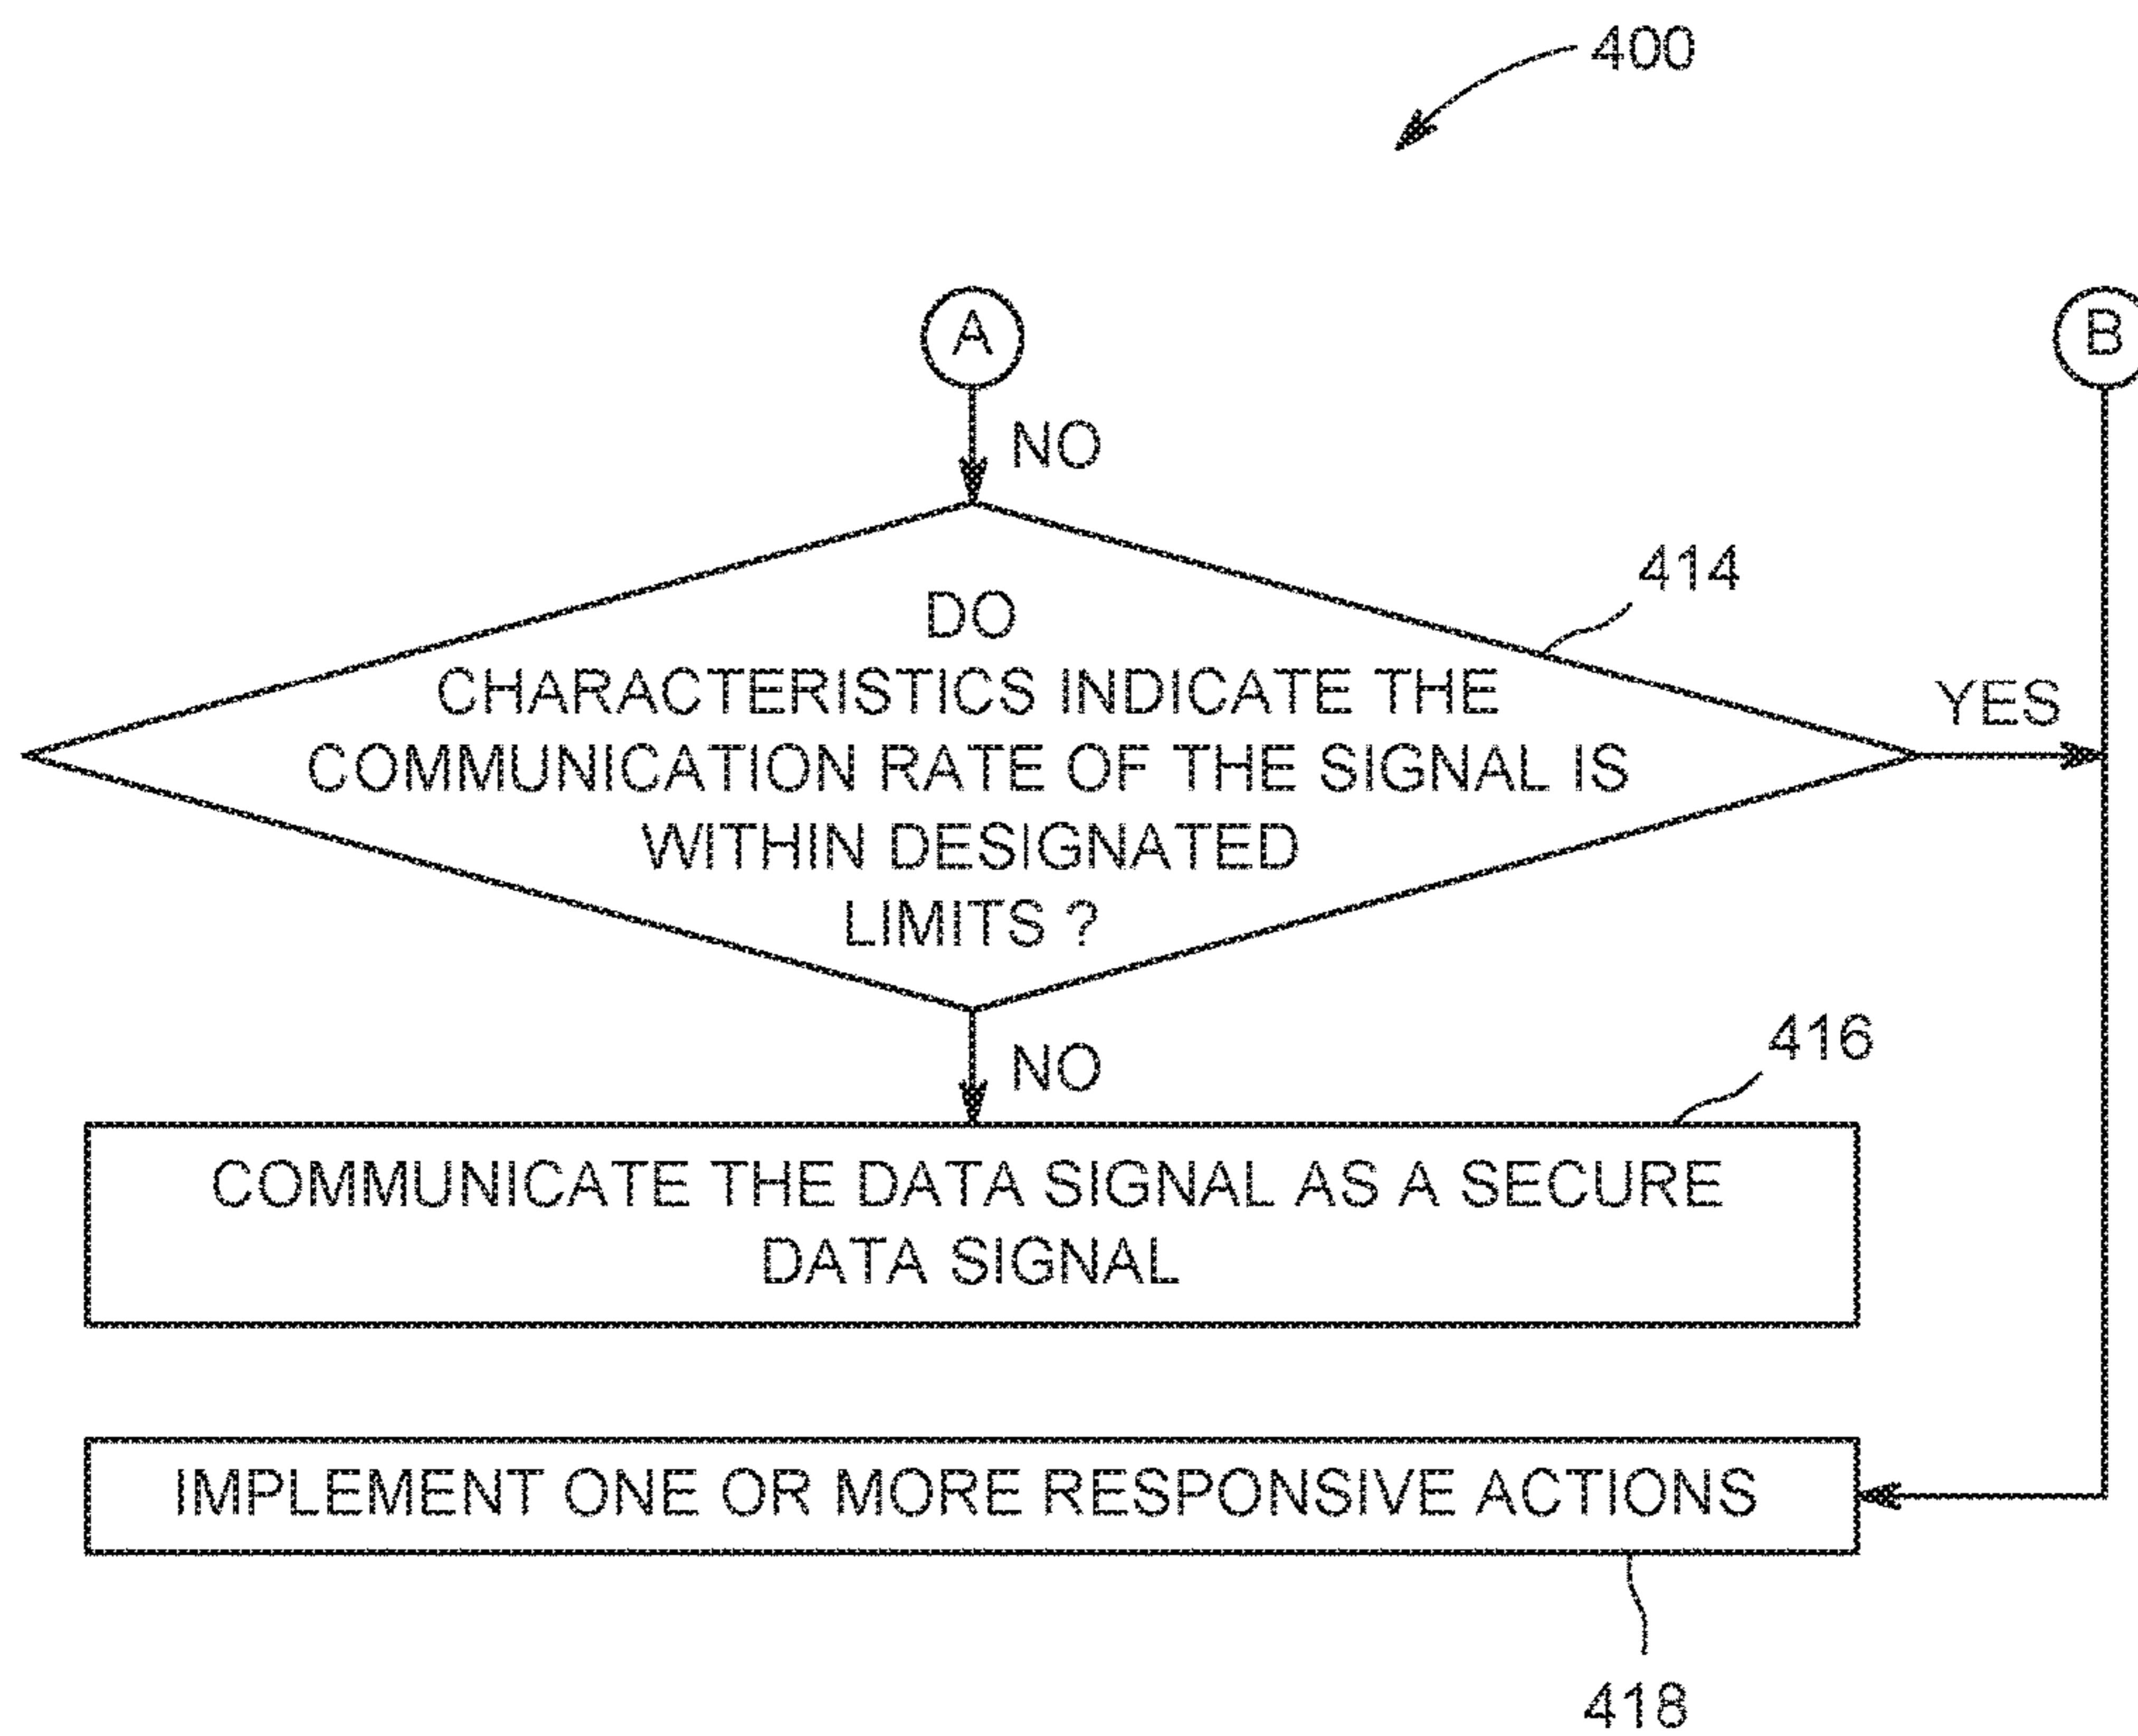 400
A
B
NO
414
DO
CHARACTERISTICS INDICATE THE
COMMUNICATION RATE OF THE SIGNAL IS
WITHIN DESIGNATED
LIMITS ?
YES
NO
416
COMMUNICATE THE DATA SIGNAL AS A SECURE
DATA SIGNAL
IMPLEMENT ONE OR MORE RESPONSIVE ACTIONS
418